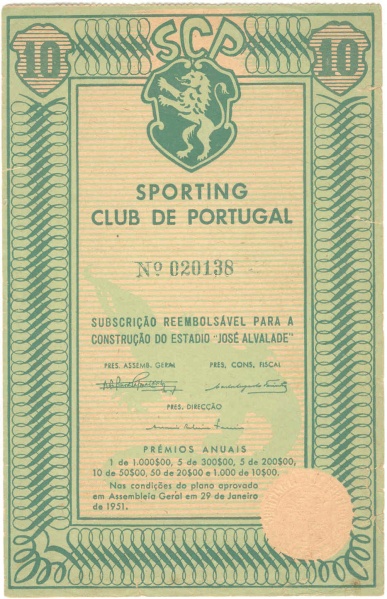 10 SCP 10
SPORTING
CLUB DE PORTUGAL
Nº 020138
SUBSCRIÇÃO REEMBOLSÁVEL PARA A
CONSTRUÇÃO DO ESTADIO "JOSÉ ALVALADE"
PRES. ASSEMB. GERAL PRES. CONS. FISCAL
PRES. DIRECÇÃO
PRÉMIOS ANUAIS
1 de 1.000$00, 5 de 300$00, 5 de 200$00,
10 de 50$00, 50 de 20$00 e 1.000 de 10$00.
Nas condições do plano aprovada
em Assembleia Geral em 29 de Janeiro
de 1951.